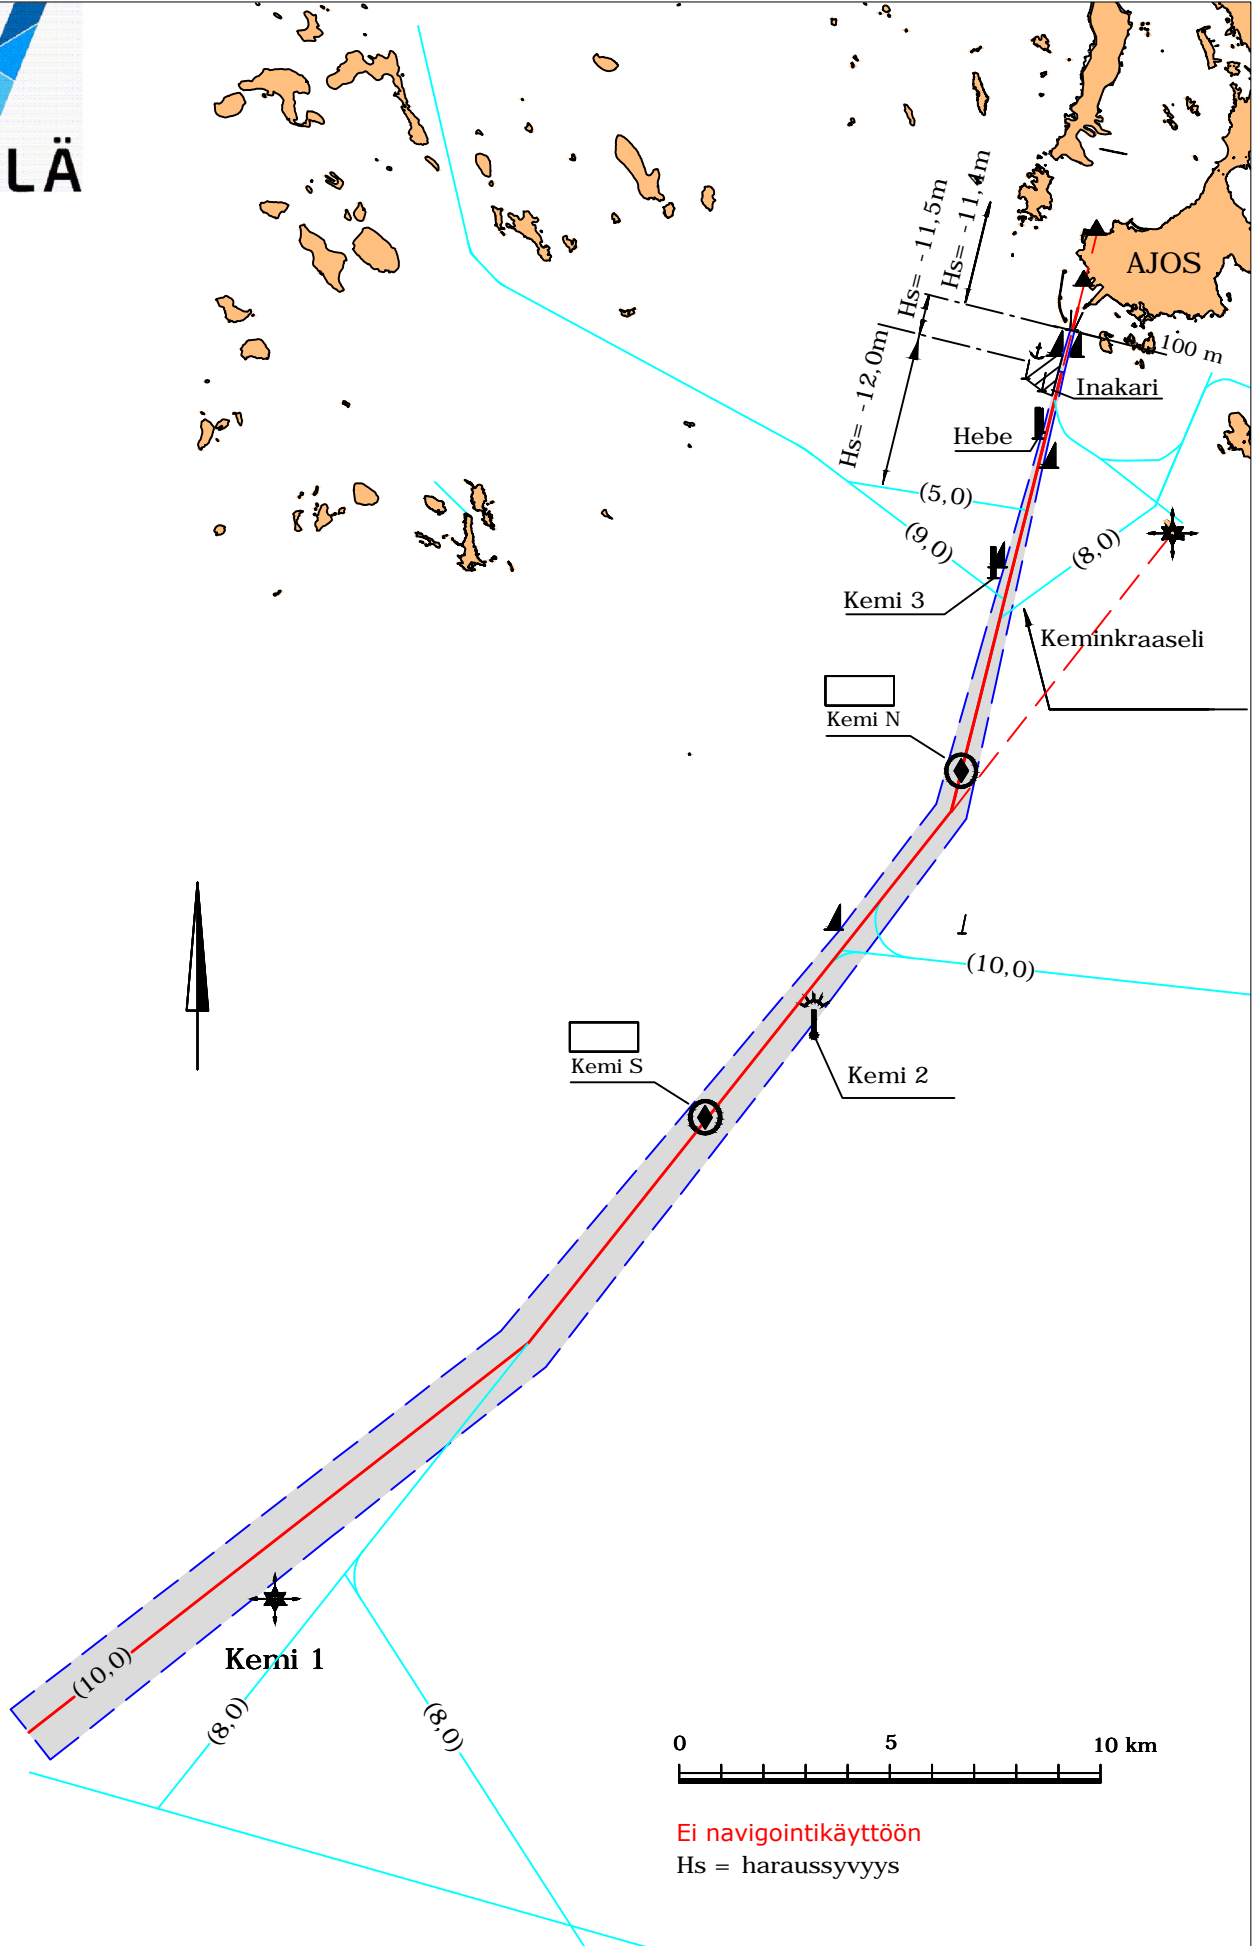 LÄ
Hs= -11,5m
Hs= -11,4m
AJOS
Hs= -12,0m
100 m
Inakari
Hebe
(5,0)
(9,0)
(8,0)
Kemi 3
Keminkraaseli
Kemi N
(10,0)
Kemi S
Kemi 2
Kemi 1
(10,0)
(8,0)
(8,0)
0 5 10 km
Ei navigointikäyttöön
Hs = haraussyvyys